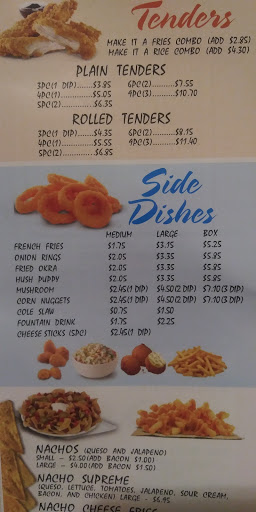 Tenders
MAKE IT A FRIES COMBO (ADD $2.85)
MAKE IT A RICE COMBO (ADD $4.30)
PLAIN TENDERS
3PC(1 DIP).......$3.85 6PC(2).......$7.55
4PC(1)..........$5.05 9PC(3).......$10.70
5PC(2)..........$6.35
ROLLED TENDERS
3PC(1 DIP).......$4.35 6PC(2).......$8.15
4PC(1)..........$5.55 9PC(3).......$11.40
5PC(2)..........$6.85
Side
Dishes
MEDIUM LARGE BOX
FRENCH FRIES $1.75 $3.15 $5.25
ONION RINGS $2.05 $3.35 $5.85
FRIED OKRA $2.05 $3.35 $5.85
HUSH PUPPY $2.05 $3.35 $5.85
MUSHROOM $2.45(1 DIP) $4.50(2 DIP) $7.10(3 DIP)
CORN NUGGETS $2.45(1 DIP) $4.50(2 DIP) $7.10(3 DIP)
COLE SLAW $0.75 $1.50
FOUNTAIN DRINK $1.75 $2.25
CHEESE STICKS (5PC) $2.45(1 DIP)
NACHOS (QUESO AND JALAPENO)
SMALL - $2.50(ADD BACON $1.00)
LARGE - $4.00(ADD BACON $1.50)
NACHO SUPREME
(QUESO, LETTUCE, TOMATOES, JALAPENO, SOUR CREAM,
BACON, AND CHICKEN) LARGE - $6.95
NACHO CHEESE FRIES